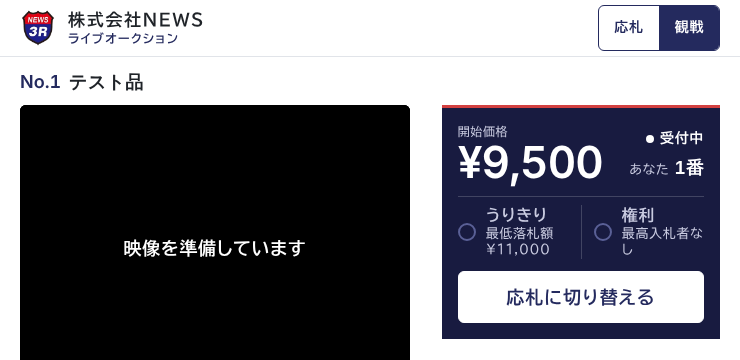 NEWS
3R
株式会社NEWS
ライブオークション
応札
観戦
No.1 テスト品
映像を準備しています
開始価格
¥9,500
受付中
あなた 1番
うりきり
最低落札額
¥11,000
権利
最高入札者な
し
応札に切り替える